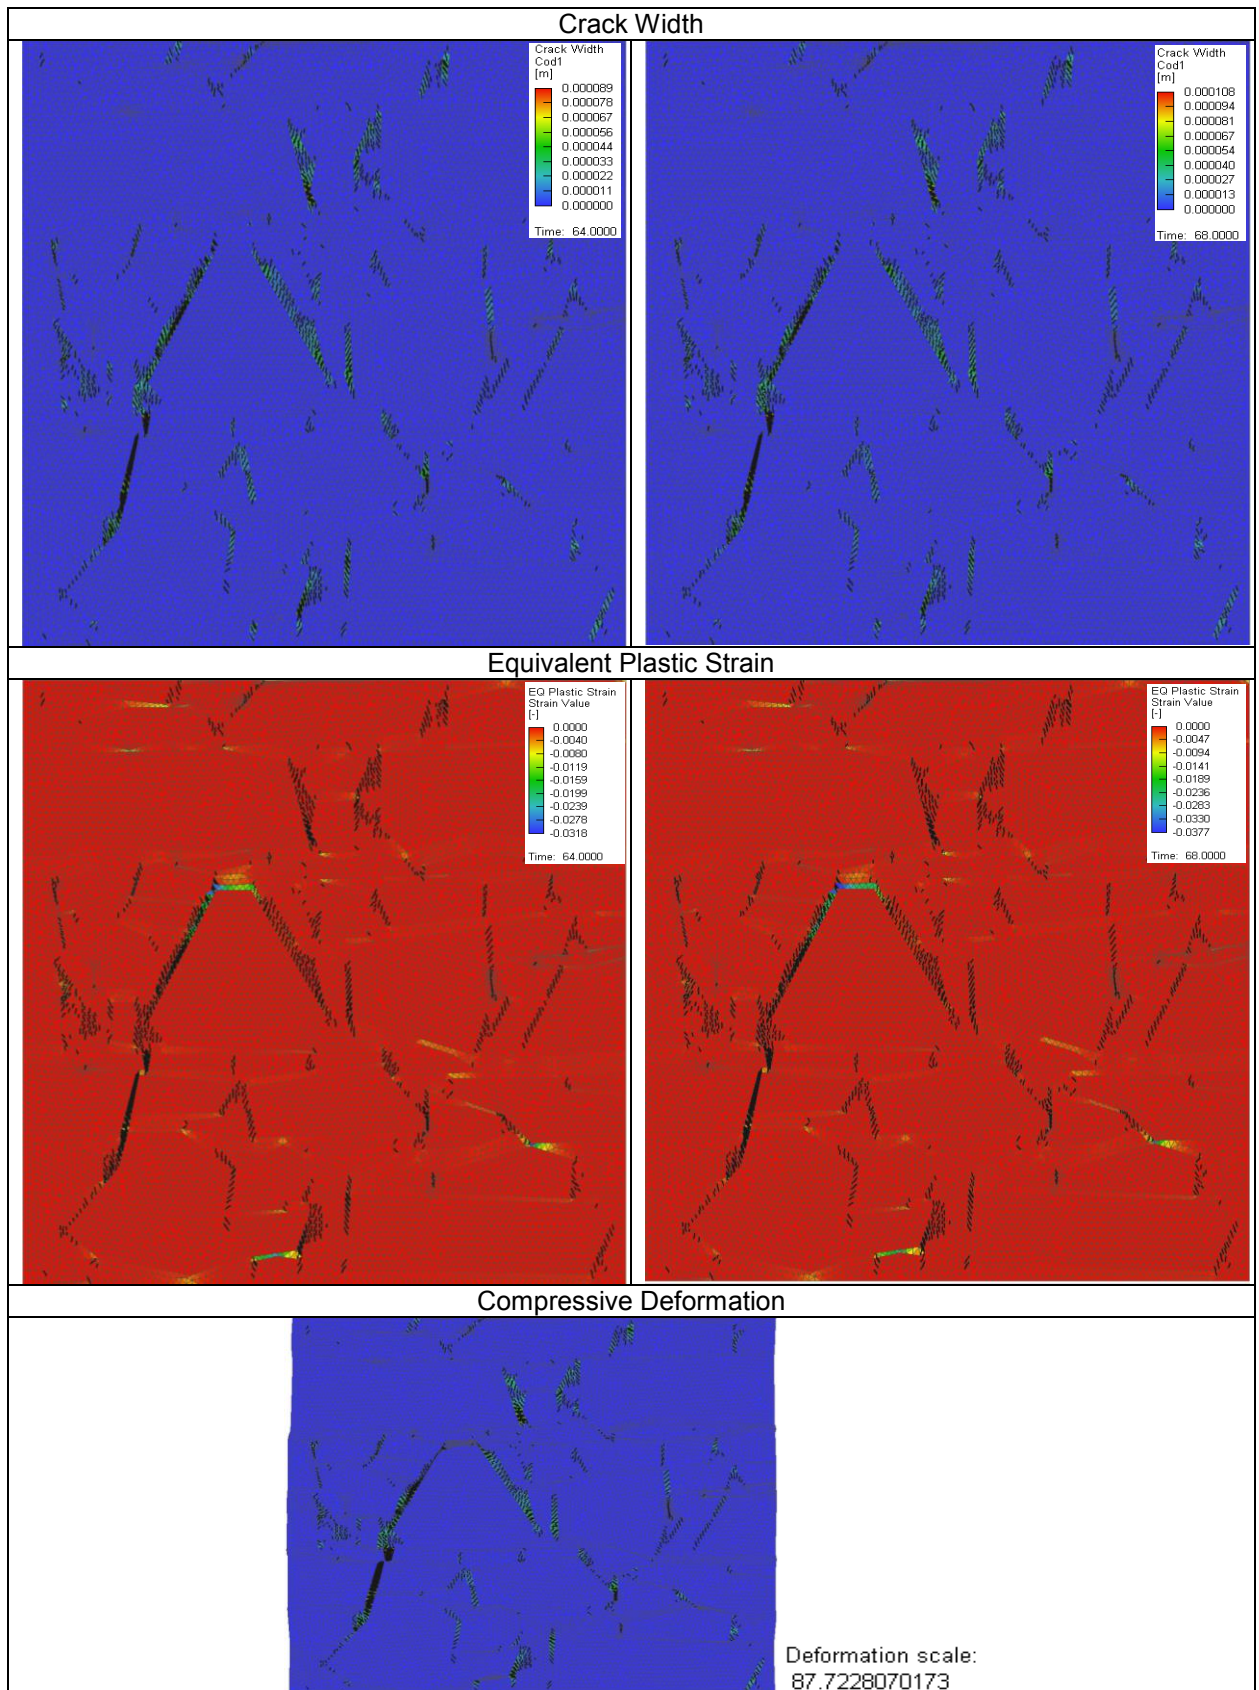 Crack Width
Crack Width
Cod1
[m]
0.000089
0.000078
0.000067
0.000056
0.000044
0.000033
0.000022
0.000011
0.000000
Time: 64.0000
Crack Width
Cod1
[m]
0.000108
0.000094
0.000081
0.000067
0.000054
0.000040
0.000027
0.000013
0.000000
Time: 68.0000
Equivalent Plastic Strain
EQ Plastic Strain
Strain Value
[-]
0.0000
-0.0040
-0.0080
-0.0119
-0.0159
-0.0199
-0.0239
-0.0278
-0.0318
Time: 64.0000
EQ Plastic Strain
Strain Value
[-]
0.0000
-0.0047
-0.0094
-0.0141
-0.0189
-0.0236
-0.0283
-0.0330
-0.0377
Time: 68.0000
Compressive Deformation
Deformation scale:
87.7228070173